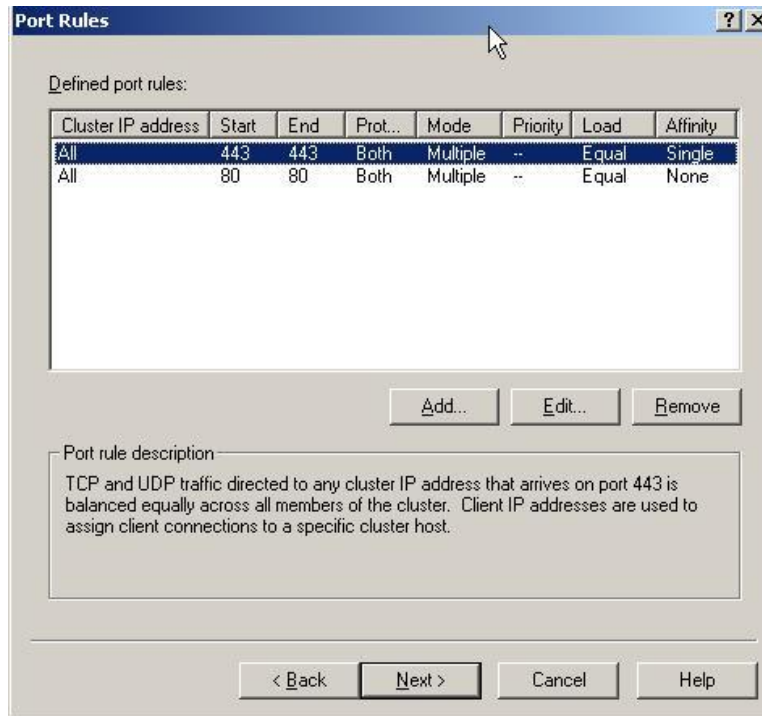 Port Rules
Defined port rules:
Cluster IP address Start End Prot... Mode Priority Load Affinity
All 443 443 Both Multiple -- Equal Single
All 80 80 Both Multiple -- Equal None
Add... Edit... Remove
Port rule description
TCP and UDP traffic directed to any cluster IP address that arrives on port 443 is
balanced equally across all members of the cluster. Client IP addresses are used to
assign client connections to a specific cluster host.
< Back Next > Cancel Help